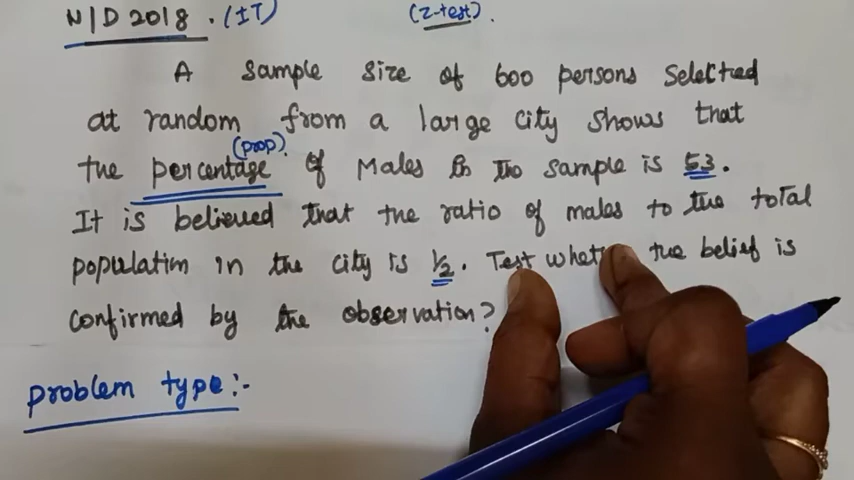 N/D 2018. (IT) (Z-test).
A sample size of 600 persons selected
at random from a large city shows that
(prop)
the percentage of Males in the sample is 53.
It is believed that the ratio of males to the total
population in the city is 1/2. Test the belief is
confirmed by the observation?
problem type:-